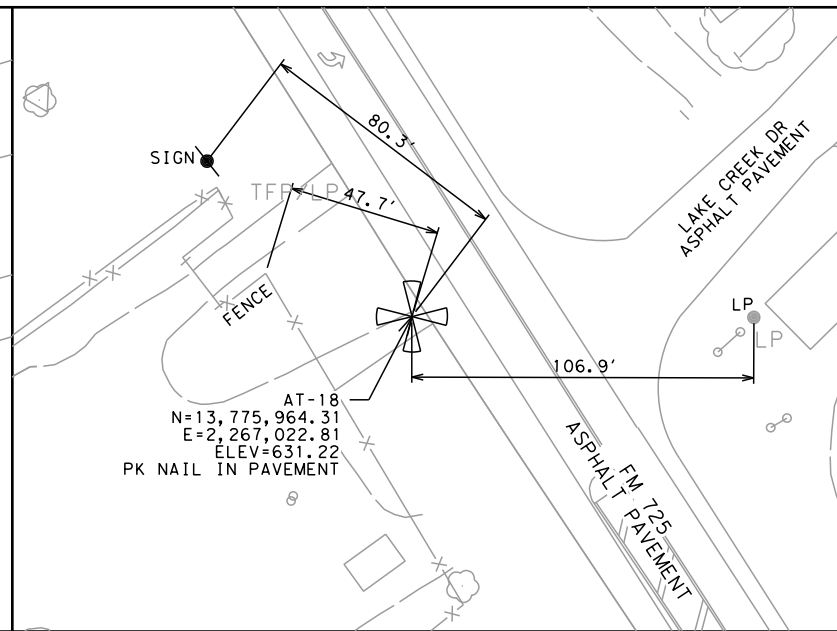 80.3'
LAKE CREEK DR
ASPHALT PAVEMENT
SIGN
TFP/LP
47.7'
FENCE
LP
LP
106.9'
AT-18
N=13,775,964.31
E=2,267,022.81
ELEV=631.22
PK NAIL IN PAVEMENT
FM 725
ASPHALT PAVEMENT